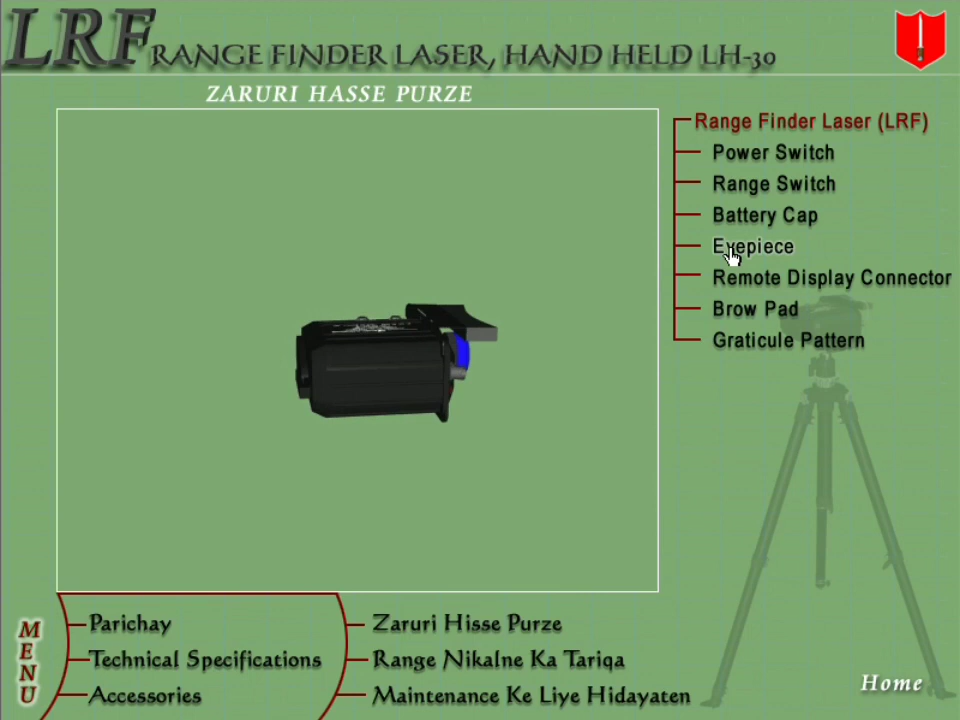 LRF RANGE FINDER LASER, HAND HELD LH-30
ZARURI HASSE PURZE
Range Finder Laser (LRF)
Power Switch
Range Switch
Battery Cap
Eyepiece
Remote Display Connector
Brow Pad
Graticule Pattern
MENU
Parichay
Technical Specifications
Accessories
Zaruri Hisse Purze
Range Nikalne Ka Tariqa
Maintenance Ke Liye Hidayaten
Home